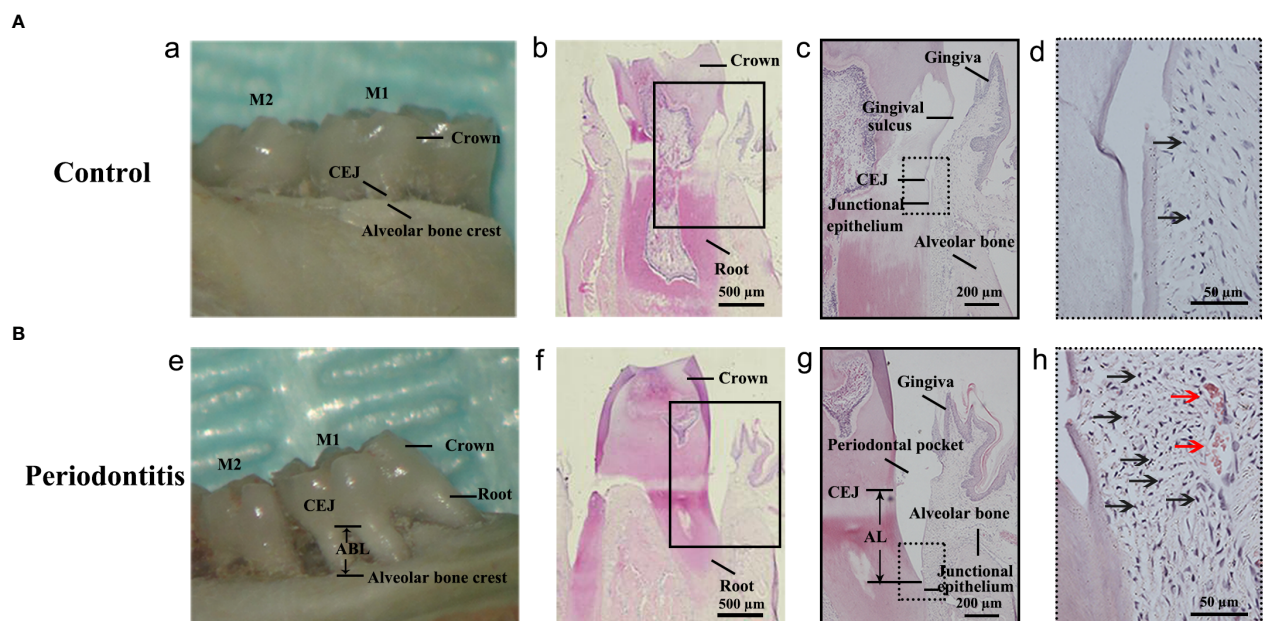 A
a
b
c
d
M2
M1
Crown
CEJ
Alveolar bone crest
Control
Crown
Root
500 µm
Gingiva
Gingival
sulcus
CEJ
Junctional
epithelium
Alveolar bone
200 µm
50 µm
B
e
f
g
h
M2
M1
Crown
Root
CEJ
ABL
Alveolar bone crest
Periodontitis
Crown
Root
500 µm
Gingiva
Periodontal pocket
CEJ
AL
Alveolar bone
Junctional
epithelium
200 µm
50 µm